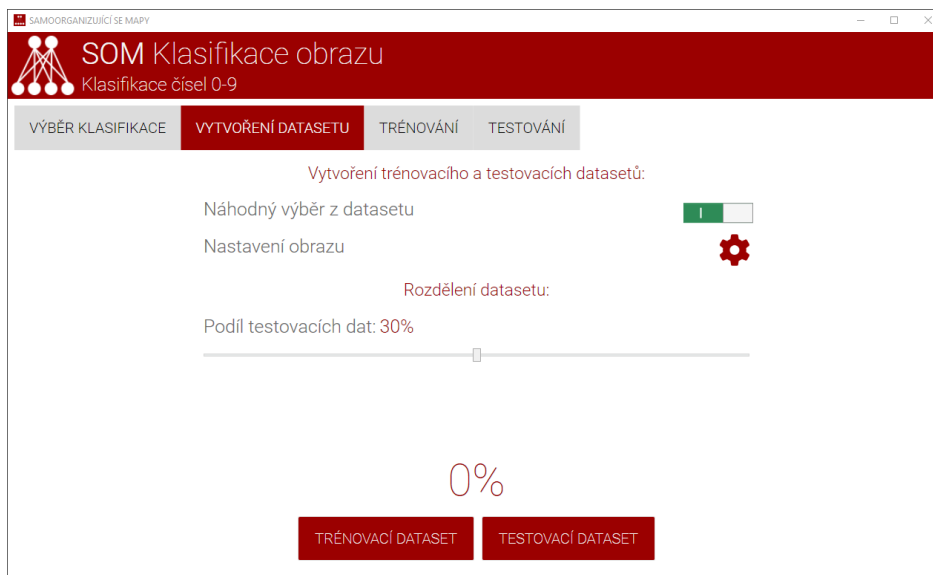 SAMOORGANIZUJÍCÍ SE MAPY
SOM Klasifikace obrazu
Klasifikace čísel 0-9
VÝBĚR KLASIFIKACE VYTVOŘENÍ DATASETU TRÉNOVÁNÍ TESTOVÁNÍ
Vytvoření trénovacího a testovacích datasetů:
Náhodný výběr z datasetu
Nastavení obrazu
Rozdělení datasetu:
Podíl testovacích dat: 30%
0%
TRÉNOVACÍ DATASET TESTOVACÍ DATASET